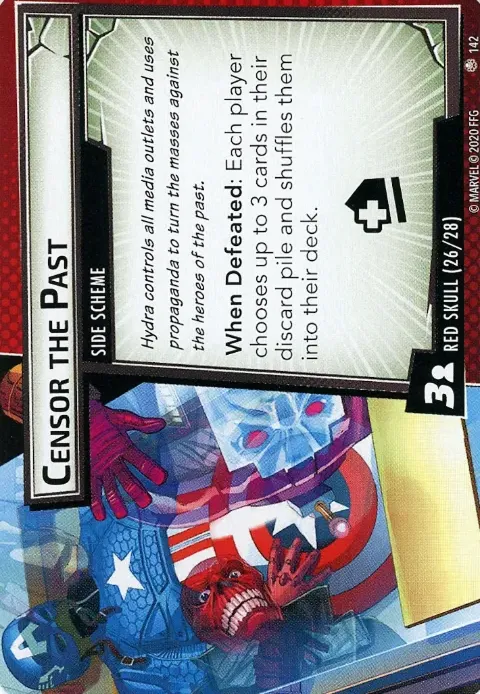 CENSOR THE PAST
SIDE SCHEME
Hydra controls all media outlets and uses
propaganda to turn the masses against
the heroes of the past.
When Defeated: Each player
chooses up to 3 cards in their
discard pile and shuffles them
into their deck.
3
RED SKULL (26/28)
© MARVEL © 2020 FFG
142